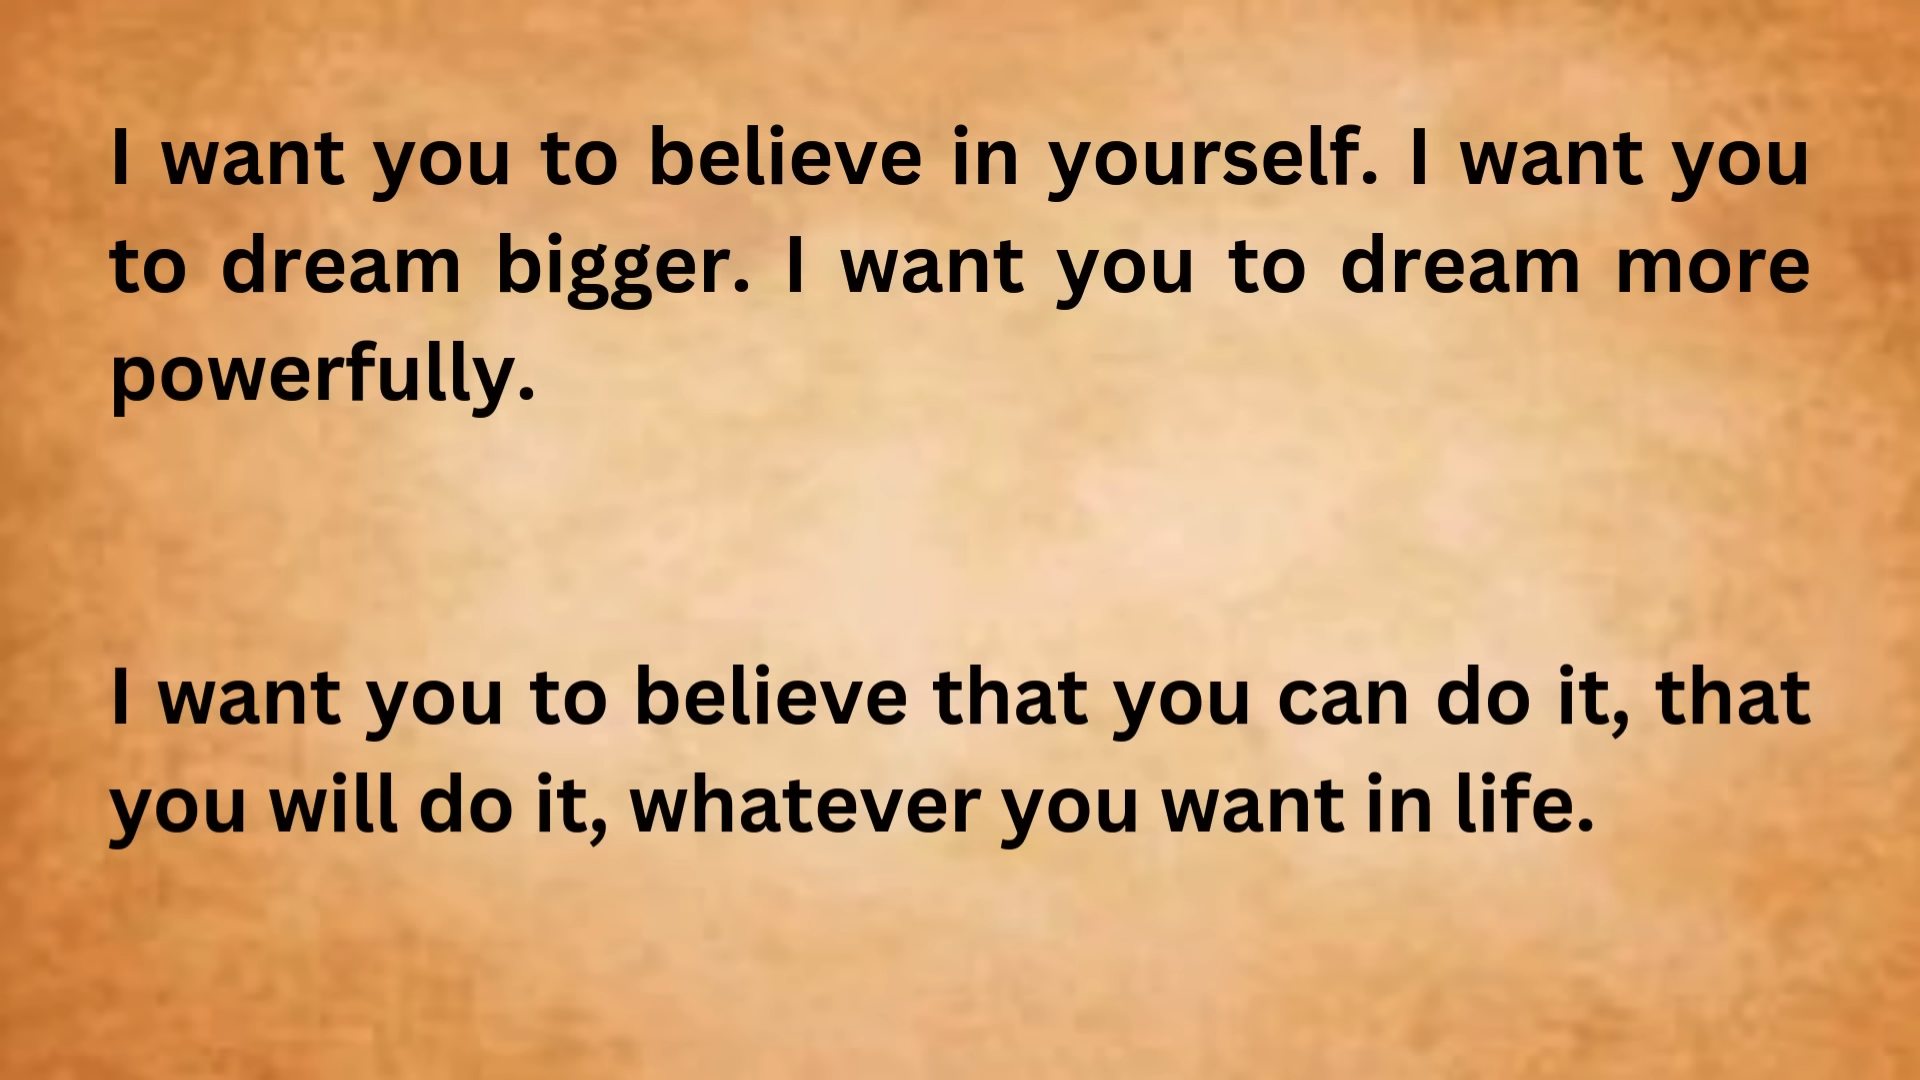 I want you to believe in yourself. I want you
to dream bigger. I want you to dream more
powerfully.
I want you to believe that you can do it, that
you will do it, whatever you want in life.